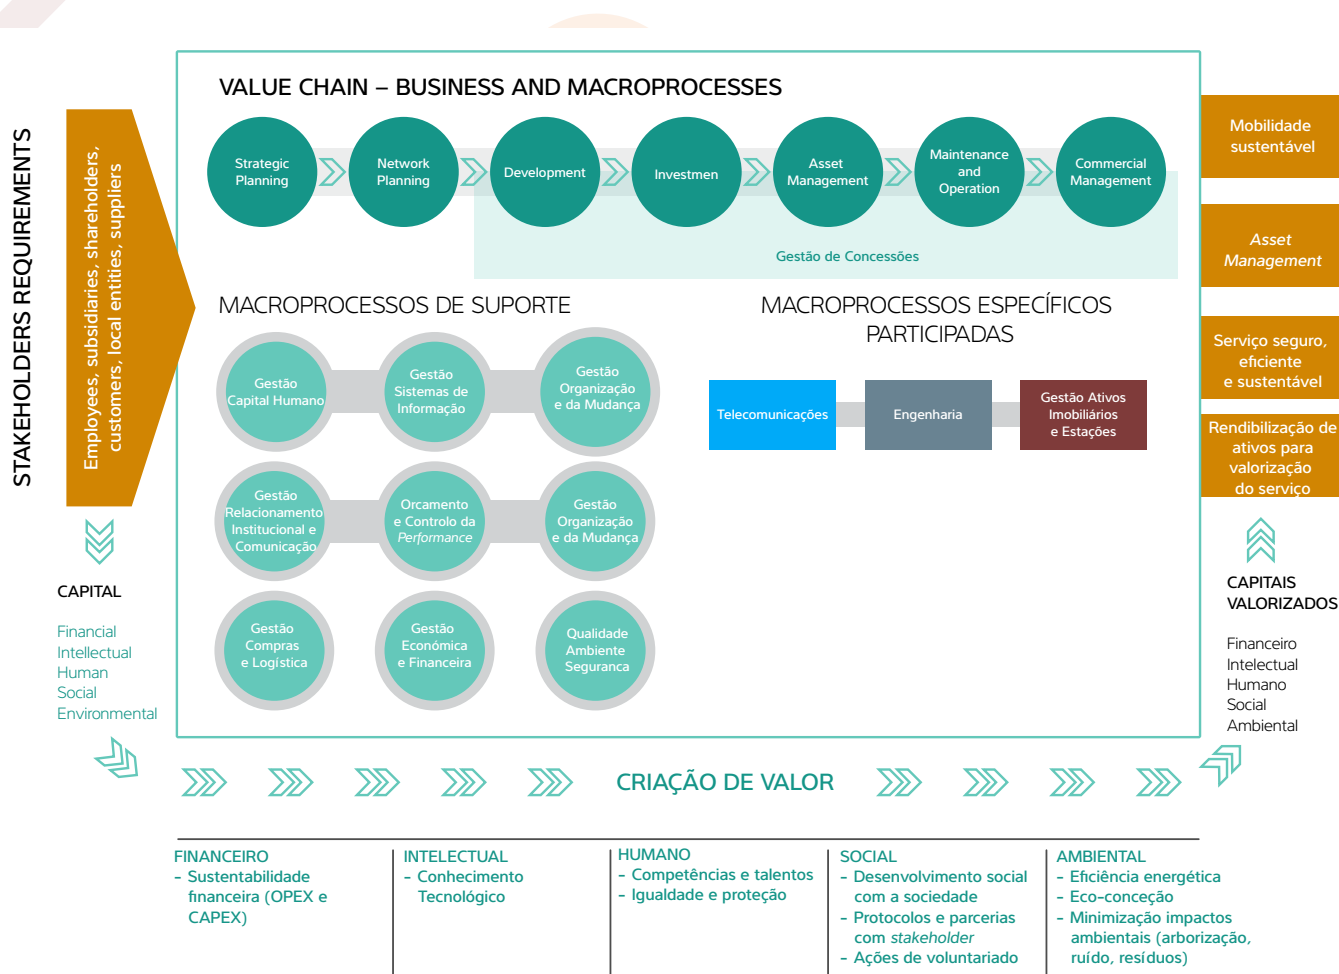 VALUE CHAIN – BUSINESS AND MACROPROCESSES
STAKEHOLDERS REQUIREMENTS
Employees, subsidiaries, shareholders,
customers, local entities, suppliers
Strategic
Planning
Network
Planning
Development
Investmen
Asset
Management
Maintenance
and
Operation
Commercial
Management
Gestão de Concessões
Mobilidade
sustentável
Asset
Management
Serviço seguro,
eficiente
e sustentável
Rendibilização de
ativos para
valorização
do serviço
MACROPROCESSOS DE SUPORTE
Gestão
Capital Humano
Gestão
Sistemas de
Informação
Gestão
Organização
e da Mudança
Gestão
Relacionamento
Institucional e
Comunicação
Orcamento
e Controlo da
Performance
Gestão
Organização
e da Mudança
Gestão
Compras
e Logística
Gestão
Económica
e Financeira
Qualidade
Ambiente
Seguranca
MACROPROCESSOS ESPECÍFICOS
PARTICIPADAS
Telecomunicações
Engenharia
Gestão Ativos
Imobiliários
e Estações
CAPITAL
Financial
Intellectual
Human
Social
Environmental
CAPITAIS
VALORIZADOS
Financeiro
Intelectual
Humano
Social
Ambiental
CRIAÇÃO DE VALOR
FINANCEIRO
– Sustentabilidade
financeira (OPEX e
CAPEX)
INTELECTUAL
– Conhecimento
Tecnológico
HUMANO
– Competências e talentos
– Igualdade e proteção
SOCIAL
– Desenvolvimento social
com a sociedade
– Protocolos e parcerias
com stakeholder
– Ações de voluntariado
AMBIENTAL
– Eficiência energética
– Eco-conceção
– Minimização impactos
ambientais (arborização,
ruído, resíduos)